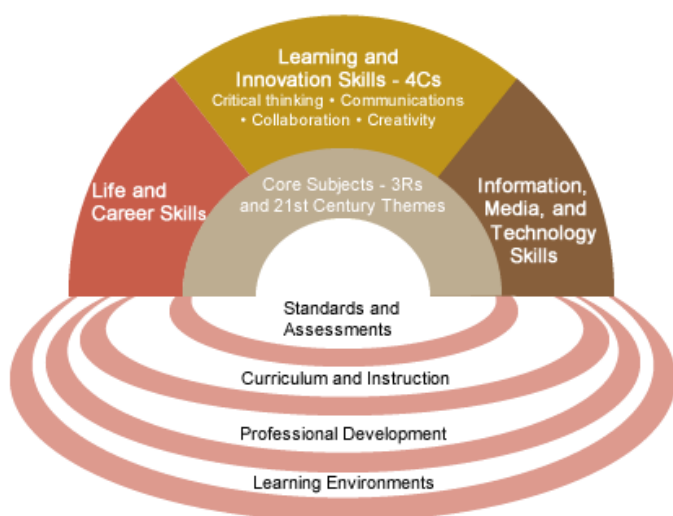 Learning and
Innovation Skills - 4Cs
Critical thinking • Communications
• Collaboration • Creativity
Life and
Career Skills
Core Subjects - 3Rs
and 21st Century Themes
Information,
Media, and
Technology
Skills
Standards and
Assessments
Curriculum and Instruction
Professional Development
Learning Environments